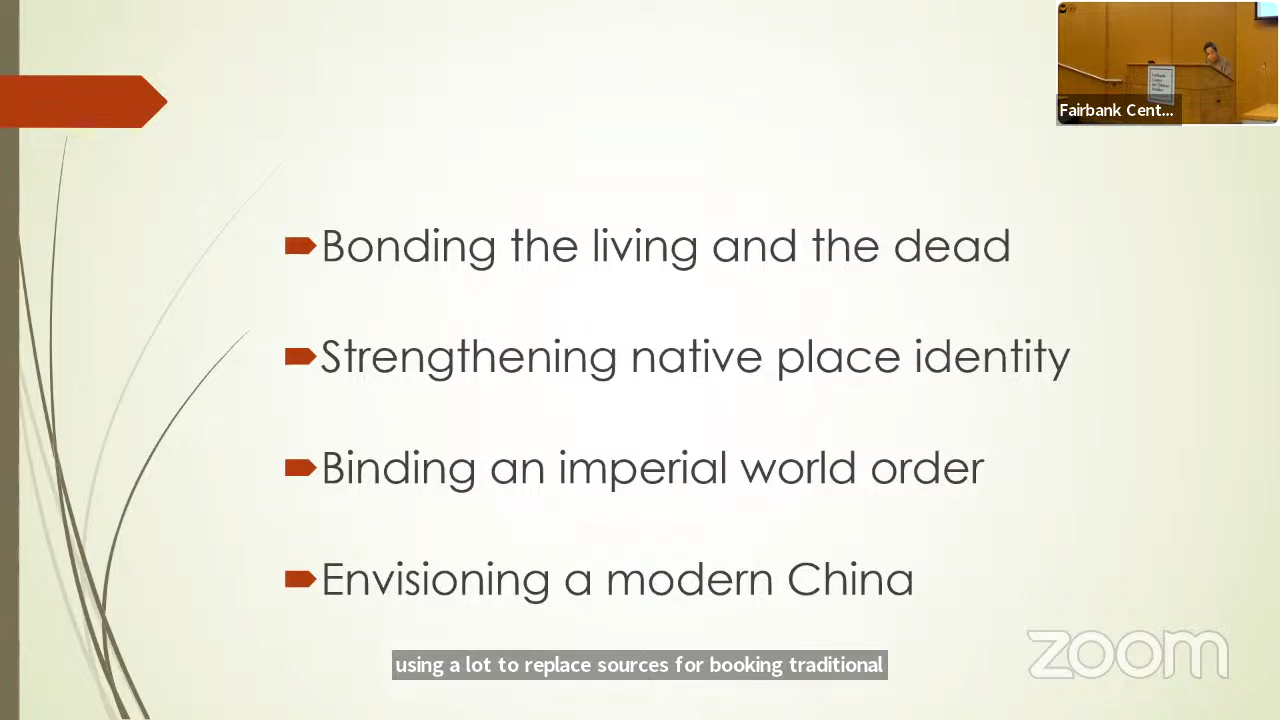 Fairbank Cent...
Bonding the living and the dead
Strengthening native place identity
Binding an imperial world order
Envisioning a modern China
using a lot to replace sources for booking traditional
zoom